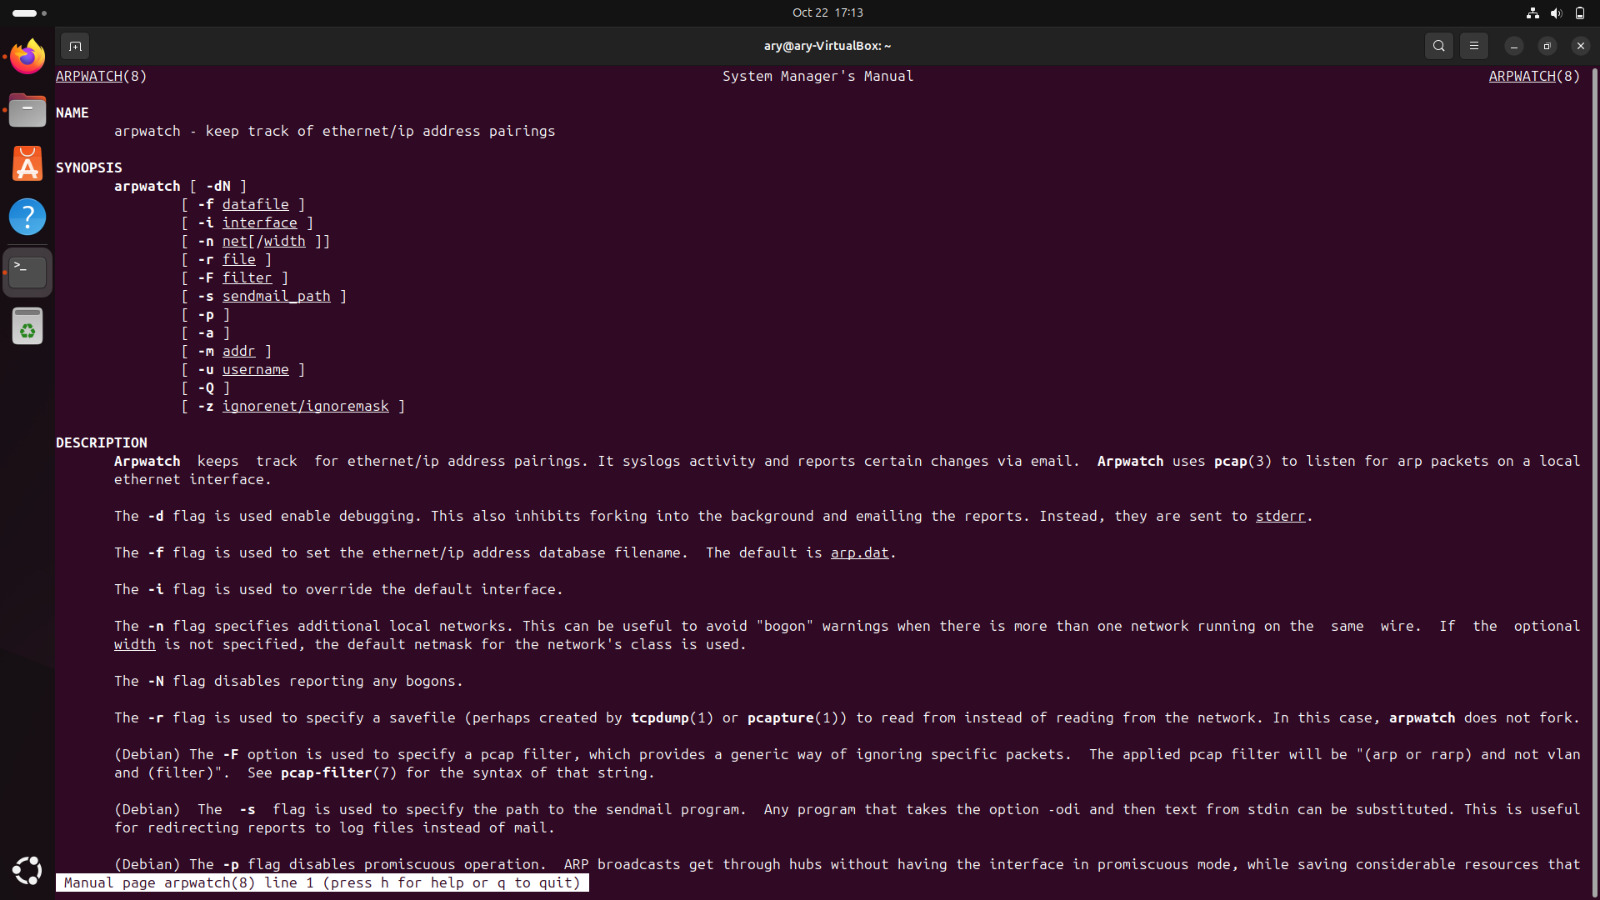 Oct 22 17:13
ary@ary-VirtualBox: ~
ARPWATCH(8) System Manager's Manual ARPWATCH(8)
NAME
arpwatch - keep track of ethernet/ip address pairings
SYNOPSIS
arpwatch [ -dN ]
[ -f datafile ]
[ -i interface ]
[ -n net[/width ]]
[ -r file ]
[ -F filter ]
[ -s sendmail_path ]
[ -p ]
[ -a ]
[ -m addr ]
[ -u username ]
[ -Q ]
[ -z ignorenet/ignoremask ]
DESCRIPTION
Arpwatch keeps track for ethernet/ip address pairings. It syslogs activity and reports certain changes via email. Arpwatch uses pcap(3) to listen for arp packets on a local
ethernet interface.
The -d flag is used enable debugging. This also inhibits forking into the background and emailing the reports. Instead, they are sent to stderr.
The -f flag is used to set the ethernet/ip address database filename. The default is arp.dat.
The -i flag is used to override the default interface.
The -n flag specifies additional local networks. This can be useful to avoid "bogon" warnings when there is more than one network running on the same wire. If the optional
width is not specified, the default netmask for the network's class is used.
The -N flag disables reporting any bogons.
The -r flag is used to specify a savefile (perhaps created by tcpdump(1) or pcapture(1)) to read from instead of reading from the network. In this case, arpwatch does not fork.
(Debian) The -F option is used to specify a pcap filter, which provides a generic way of ignoring specific packets. The applied pcap filter will be "(arp or rarp) and not vlan
and (filter)". See pcap-filter(7) for the syntax of that string.
(Debian) The -s flag is used to specify the path to the sendmail program. Any program that takes the option -odi and then text from stdin can be substituted. This is useful
for redirecting reports to log files instead of mail.
(Debian) The -p flag disables promiscuous operation. ARP broadcasts get through hubs without having the interface in promiscuous mode, while saving considerable resources that
Manual page arpwatch(8) line 1 (press h for help or q to quit)